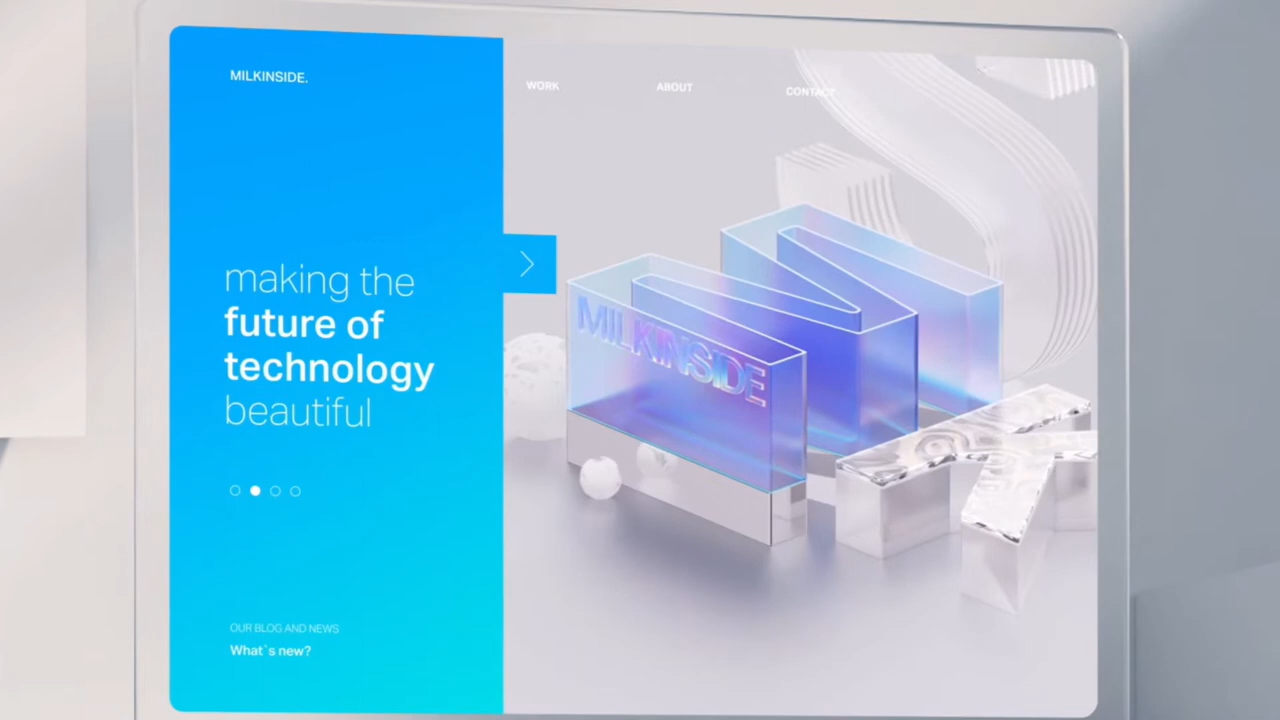 MILKINSIDE.
WORK
ABOUT
CONTACT
making the
future of
technology
beautiful
MILKINSIDE
OUR BLOG AND NEWS
What`s new?